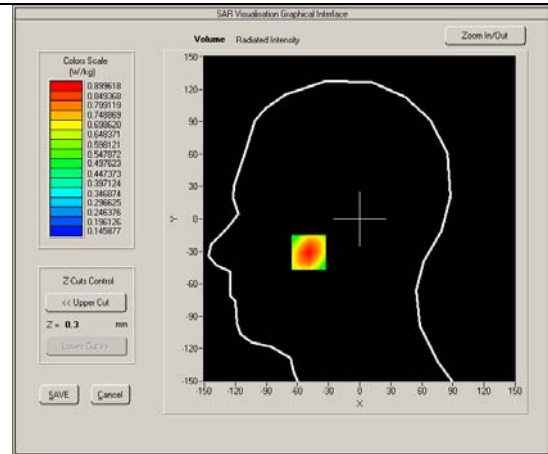 SAR Visualisation Graphical Interface
Volume Radiated Intensity
Zoom In/Out
Colors Scale
(W/kg)
0.899618
0.849368
0.799119
0.748869
0.698620
0.648371
0.598121
0.547872
0.497623
0.447373
0.397124
0.346874
0.296625
0.246376
0.196126
0.145877
Z Cuts Control
<< Upper Cut
Z = 0.3 mm
Lower Cut >>
SAVE Cancel
150
120
90
60
30
Y 0
-30
-60
-90
-120
-150
-150 -120 -90 -60 -30 0 30 60 90 120 150
X